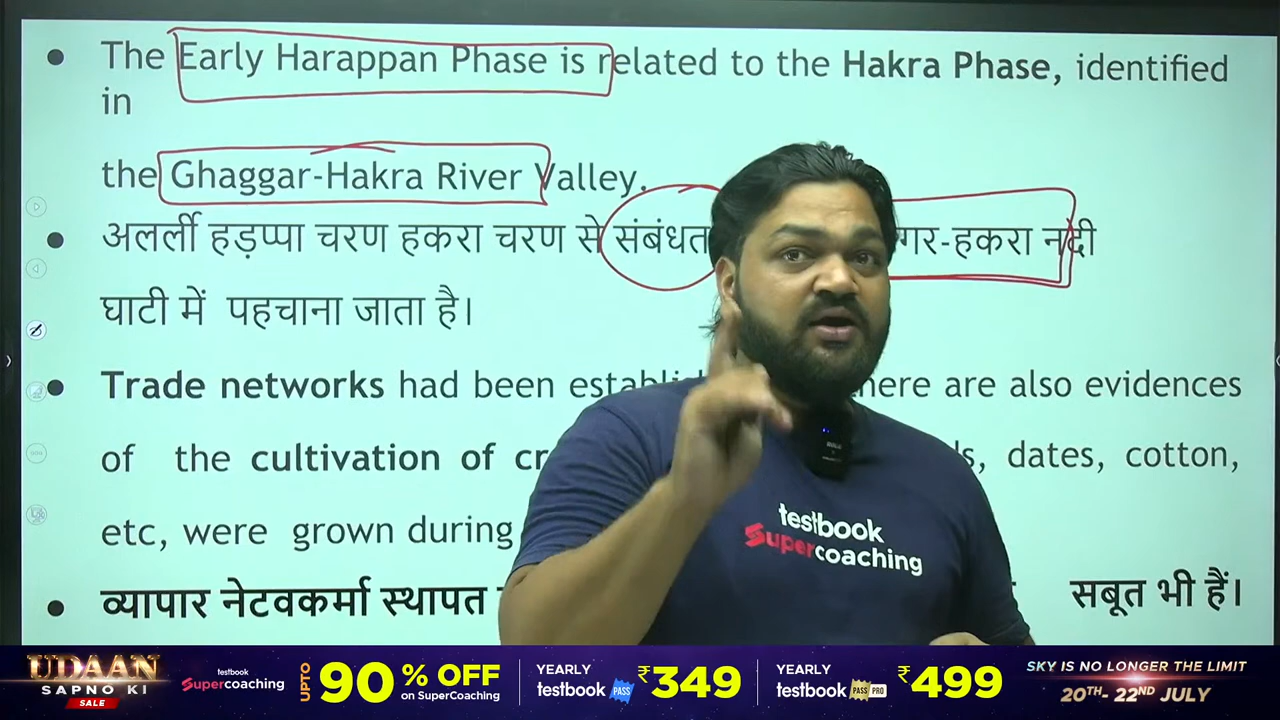 • The Early Harappan Phase is related to the Hakra Phase, identified
in
the Ghaggar-Hakra River Valley.
• अलर्ली हड़प्पा चरण हकरा चरण से संबंधत गर-हकरा नदी
घाटी में पहचाना जाता है।
• Trade networks had been establi here are also evidences
of the cultivation of cr s, dates, cotton,
etc, were grown during
• व्यापार नेटवकर्मा स्थापत सबूत भी हैं।
testbook
Supercoaching
UDAAN
SAPNO KI
SALE
testbook
Supercoaching
UPTO 90% OFF
on SuperCoaching
YEARLY
testbook PASS ₹349
YEARLY
testbook PASS PRO ₹499
SKY IS NO LONGER THE LIMIT
20TH- 22ND JULY